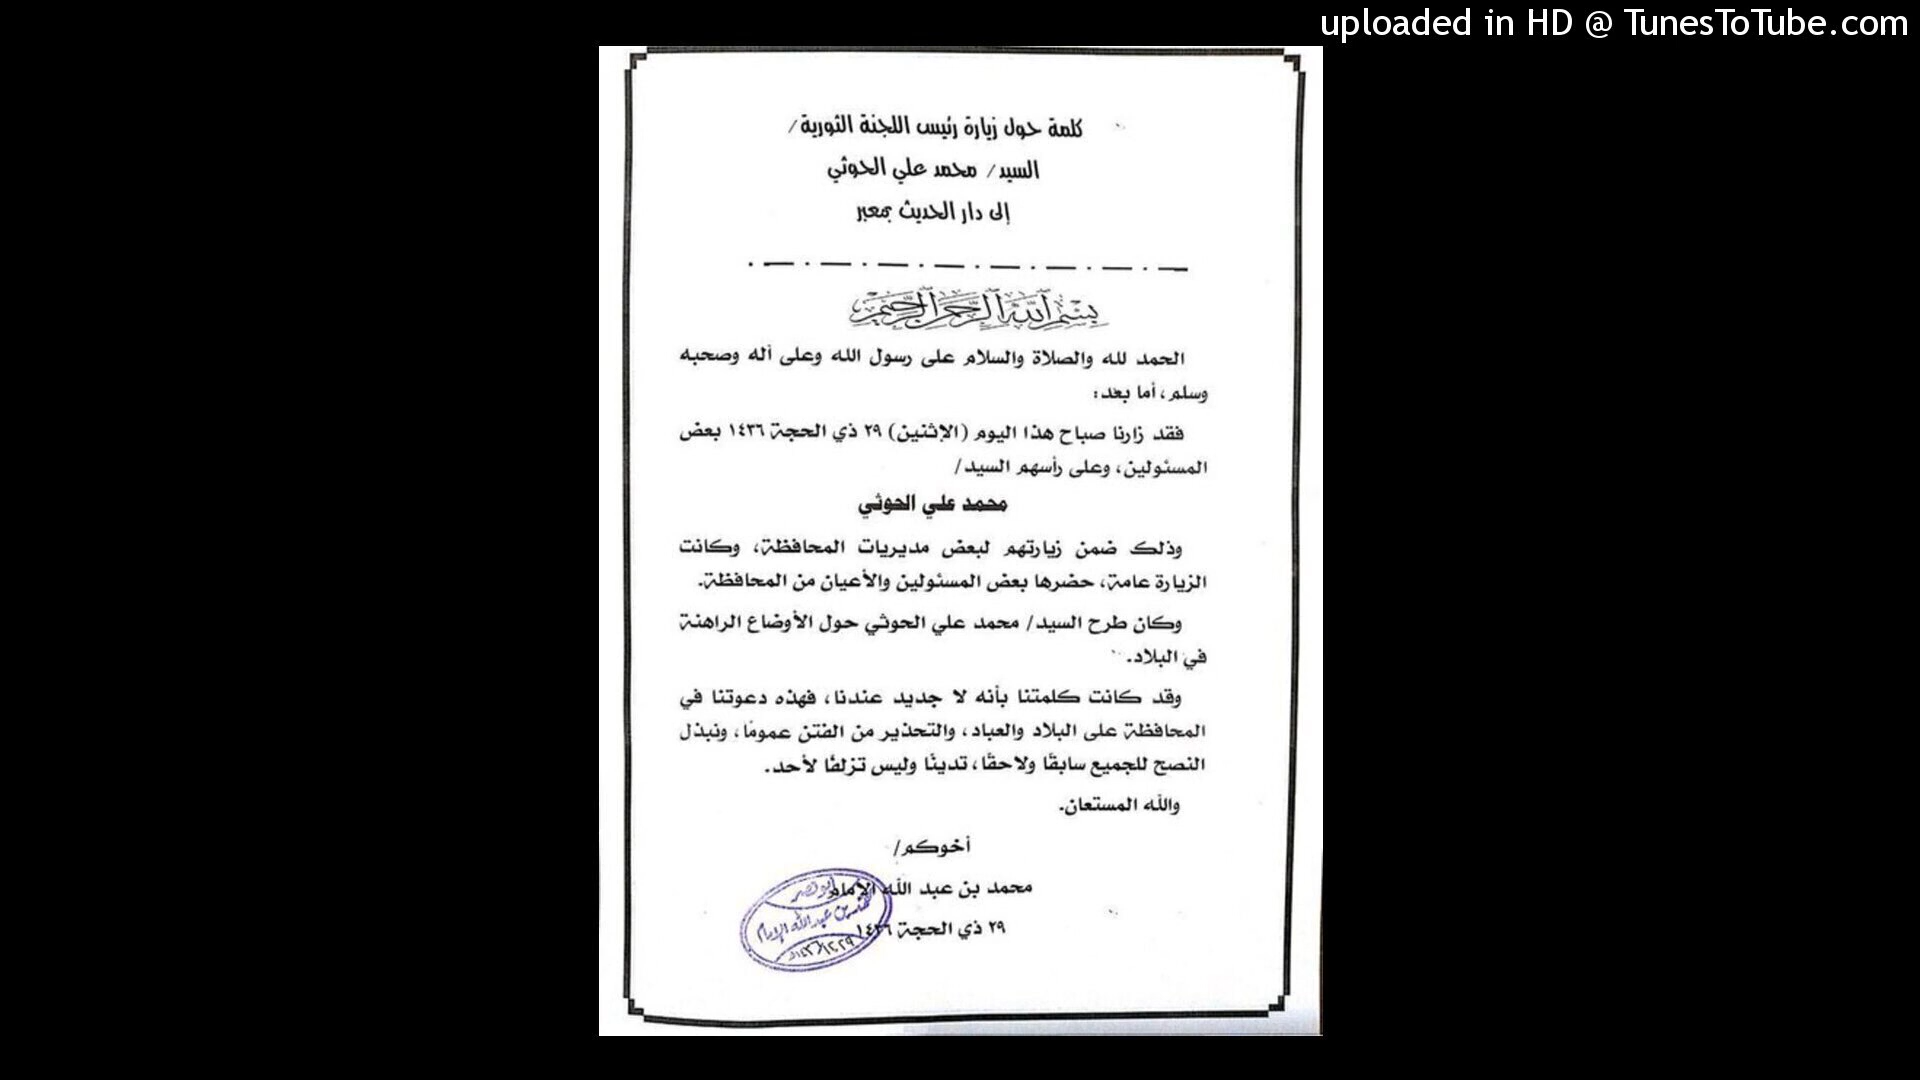 uploaded in HD @ TunesToTube.com
كلمة حول زيارة رئيس اللجنة الثورية/
السيد/ محمد علي الحوثي
إلى دار الحديث بمعبر
بسم الله الرحمن الرحيم
الحمد لله والصلاة والسلام على رسول الله وعلى آله وصحبه
وسلم، أما بعد:
فقد زارنا صباح هذا اليوم (الإثنين) ٢٩ ذي الحجة ١٤٣٦ بعض
المسئولين، وعلى رأسهم السيد/
محمد علي الحوثي
وذلك ضمن زيارتهم لبعض مديريات المحافظة، وكانت
الزيارة عامة، حضرها بعض المسئولين والأعيان من المحافظة.
وكان طرح السيد/ محمد علي الحوثي حول الأوضاع الراهنة
في البلاد.
وقد كانت كلمتنا بأنه لا جديد عندنا، فهذه دعوتنا في
المحافظة على البلاد والعباد، والتحذير من الفتن عمومًا، ونبذل
النصح للجميع سابقًا ولاحقًا، تدينًا وليس تزلفًا لأحد.
والله المستعان.
أخوكم/
محمد بن عبد الله الإمام
٢٩ ذي الحجة ١٤٣٦
أبو نصر
محمد بن عبدالله الإمام